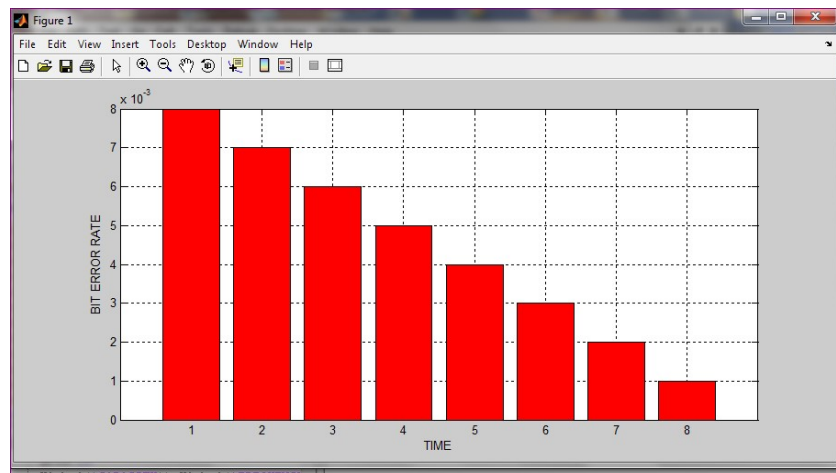 Figure 1
File Edit View Insert Tools Desktop Window Help
x 10-3
8
7
6
5
4
3
2
1
0
BIT ERROR RATE
1 2 3 4 5 6 7 8
TIME